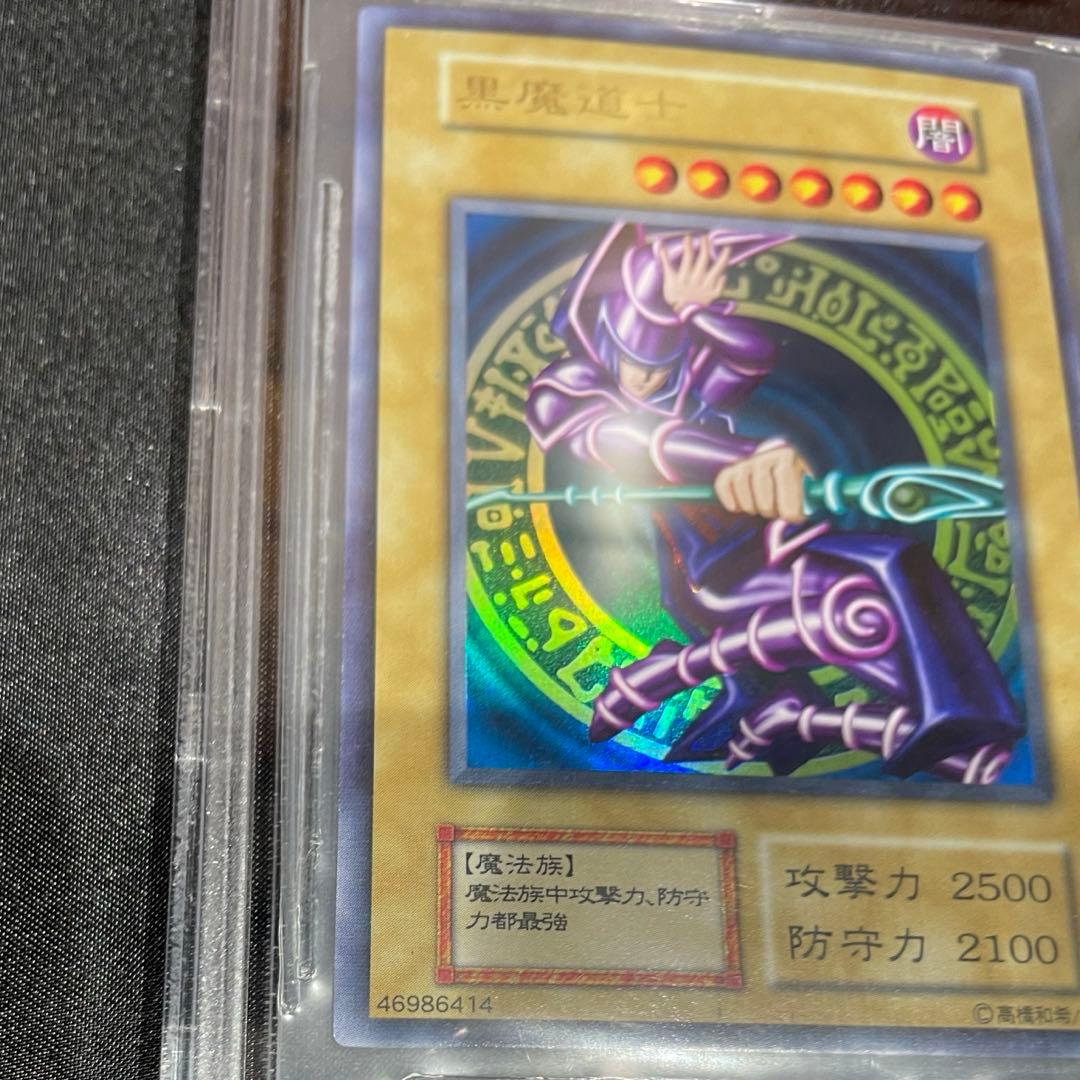 黒魔道士
闇
【魔法族】
魔法族中攻擊力、防守
力都最強
攻擊力 2500
防守力 2100
46986414
©高橋和希/